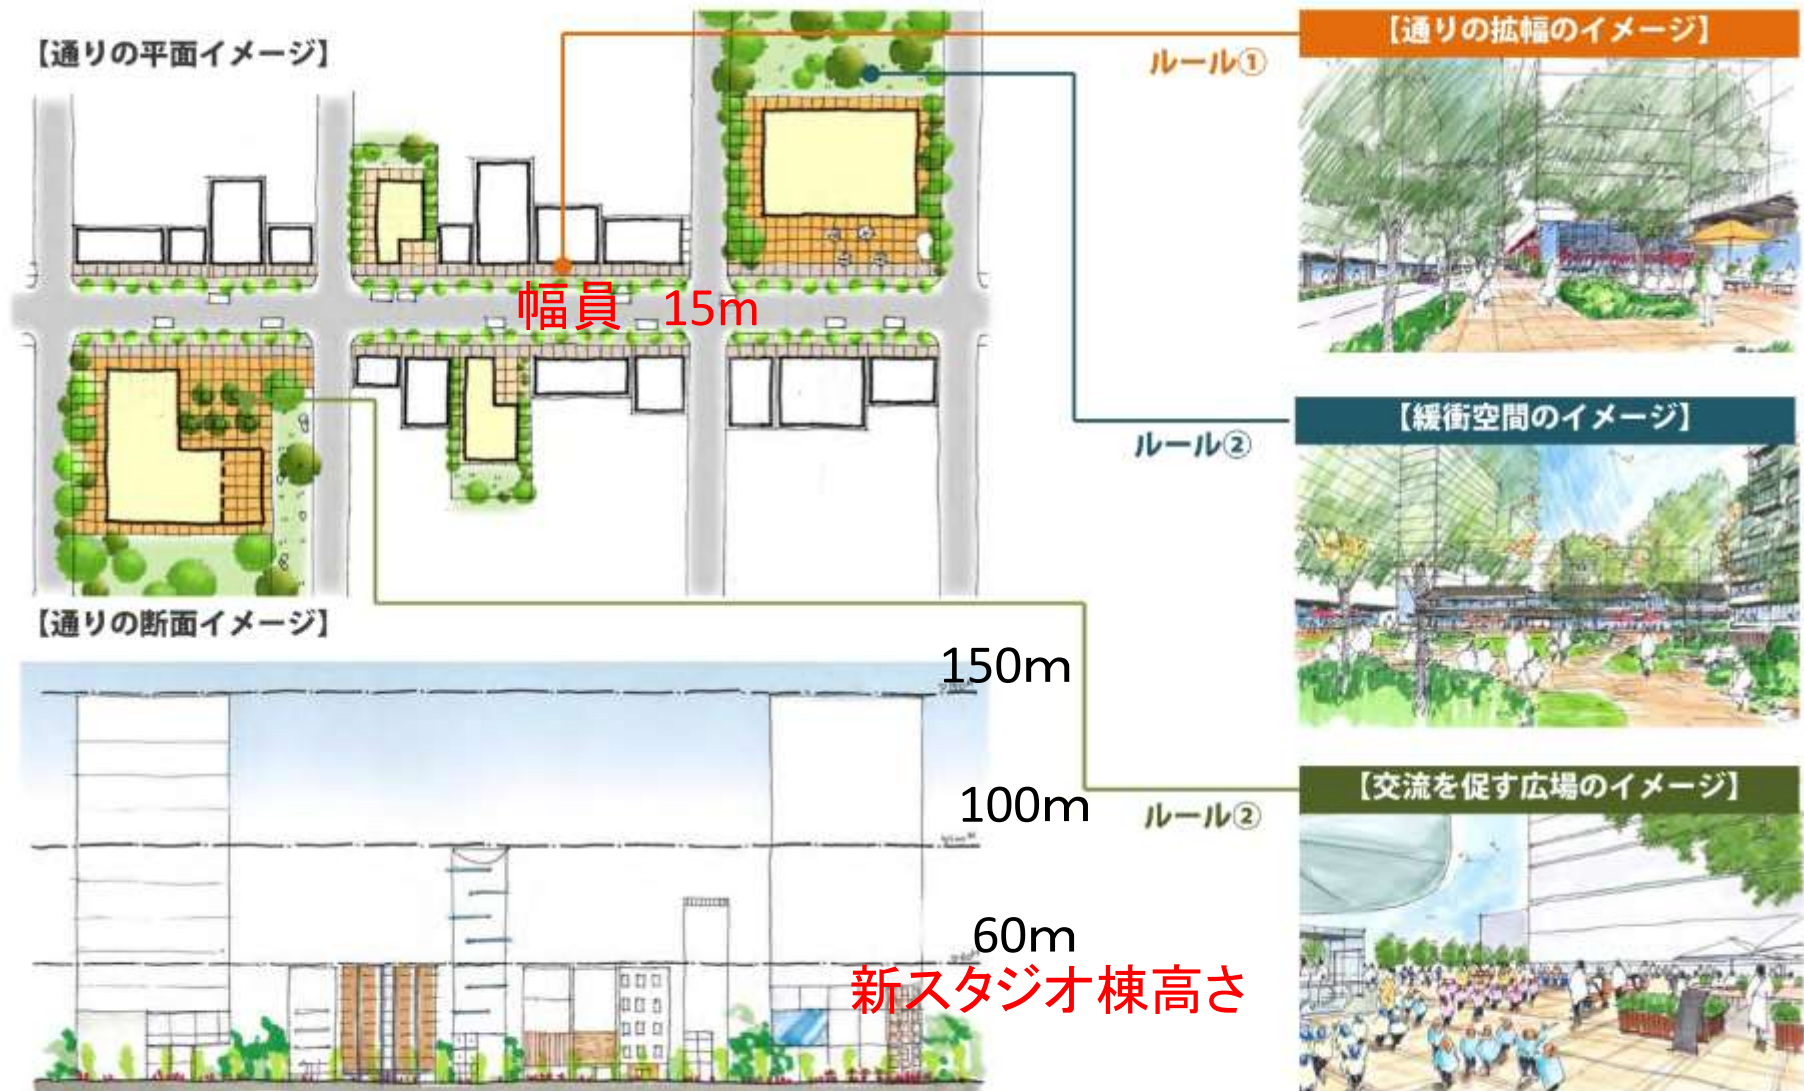 【通りの平面イメージ】
ルール①
【通りの拡幅のイメージ】
幅員 15m
ルール②
【緩衝空間のイメージ】
【通りの断面イメージ】
150m
100m
ルール②
【交流を促す広場のイメージ】
60m
新スタジオ棟高さ